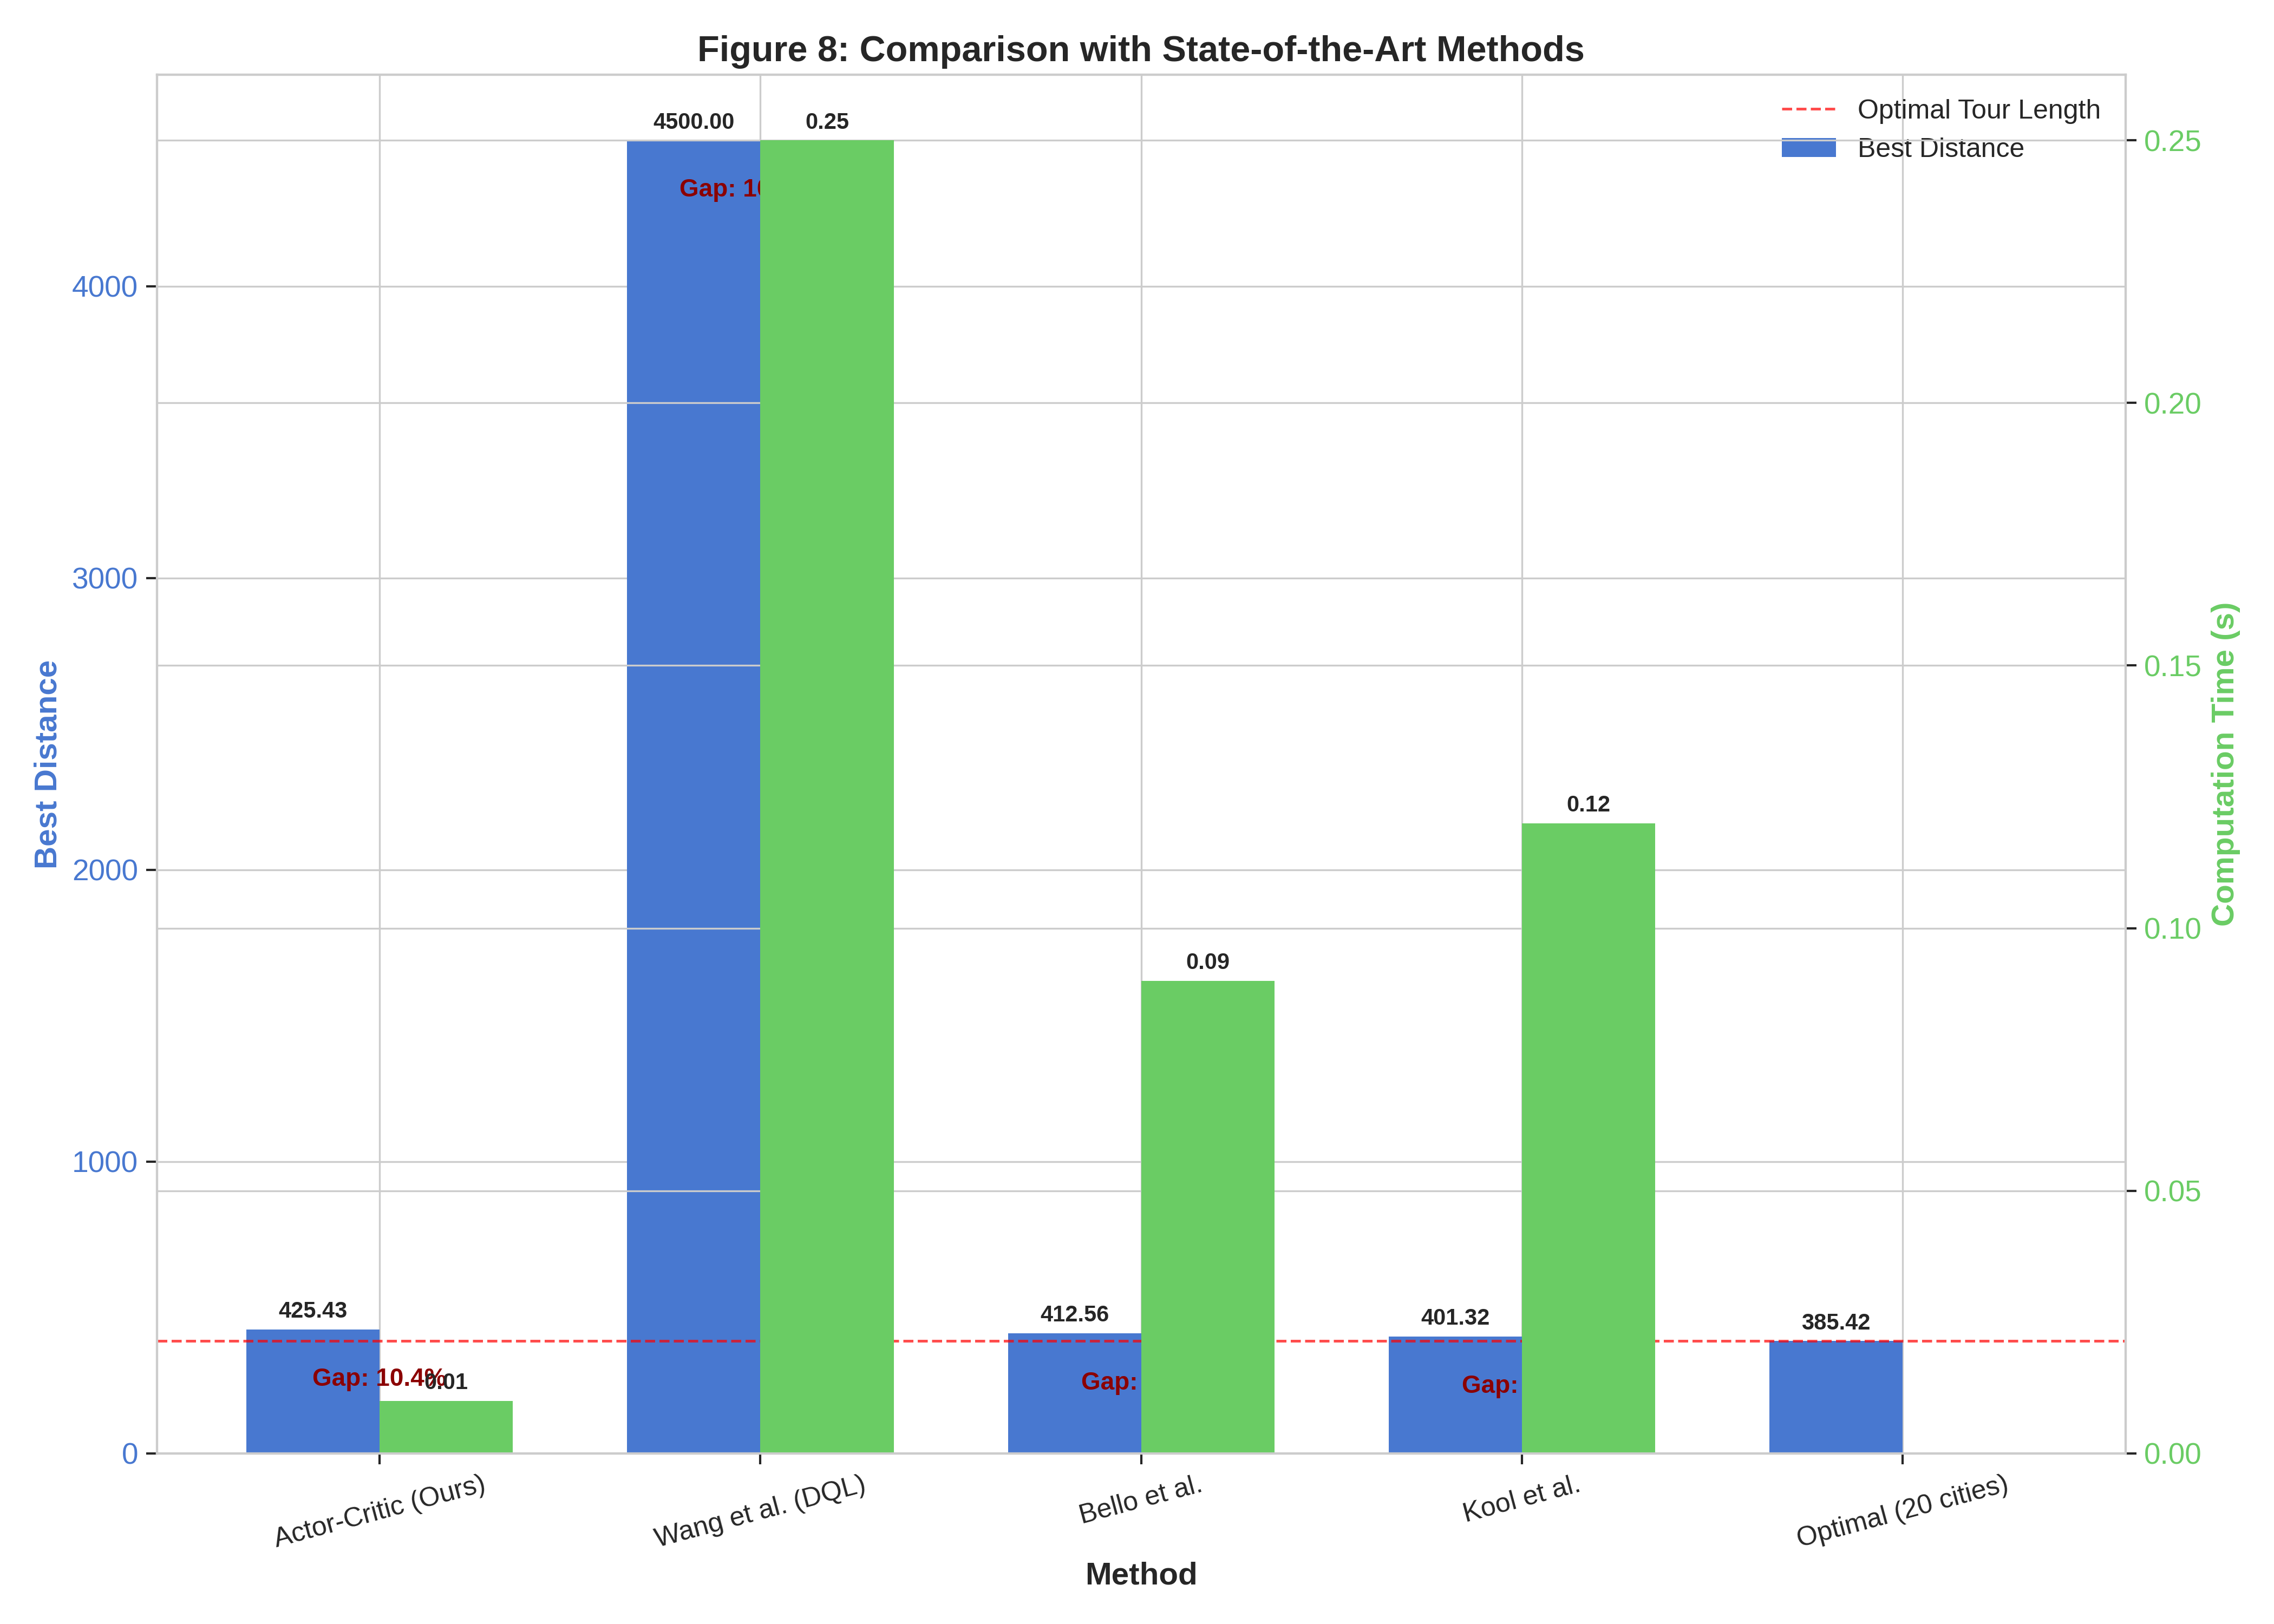 Figure 8: Comparison with State-of-the-Art Methods
Optimal Tour Length
Best Distance
4500.00
0.25
Gap:
4000
3000
2000
1000
0
Best Distance
0.25
0.20
0.15
0.10
0.05
0.00
Computation Time (s)
0.12
0.09
425.43
412.56
401.32
385.42
Gap: 10.4%
0.01
Gap:
Gap:
Actor-Critic (Ours)
Wang et al. (DQL)
Bello et al.
Kool et al.
Optimal (20 cities)
Method